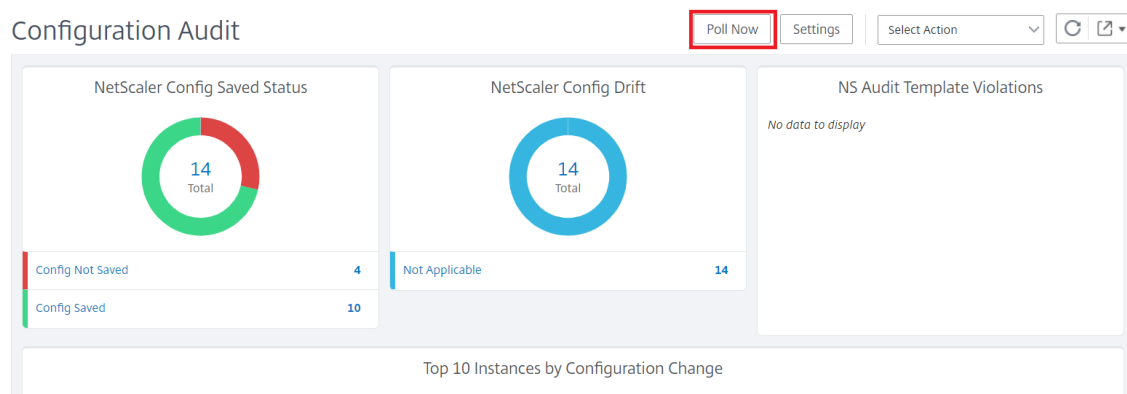 Configuration Audit
Poll Now
Settings
Select Action
NetScaler Config Saved Status
14
Total
Config Not Saved 4
Config Saved 10
NetScaler Config Drift
14
Total
Not Applicable 14
NS Audit Template Violations
No data to display
Top 10 Instances by Configuration Change